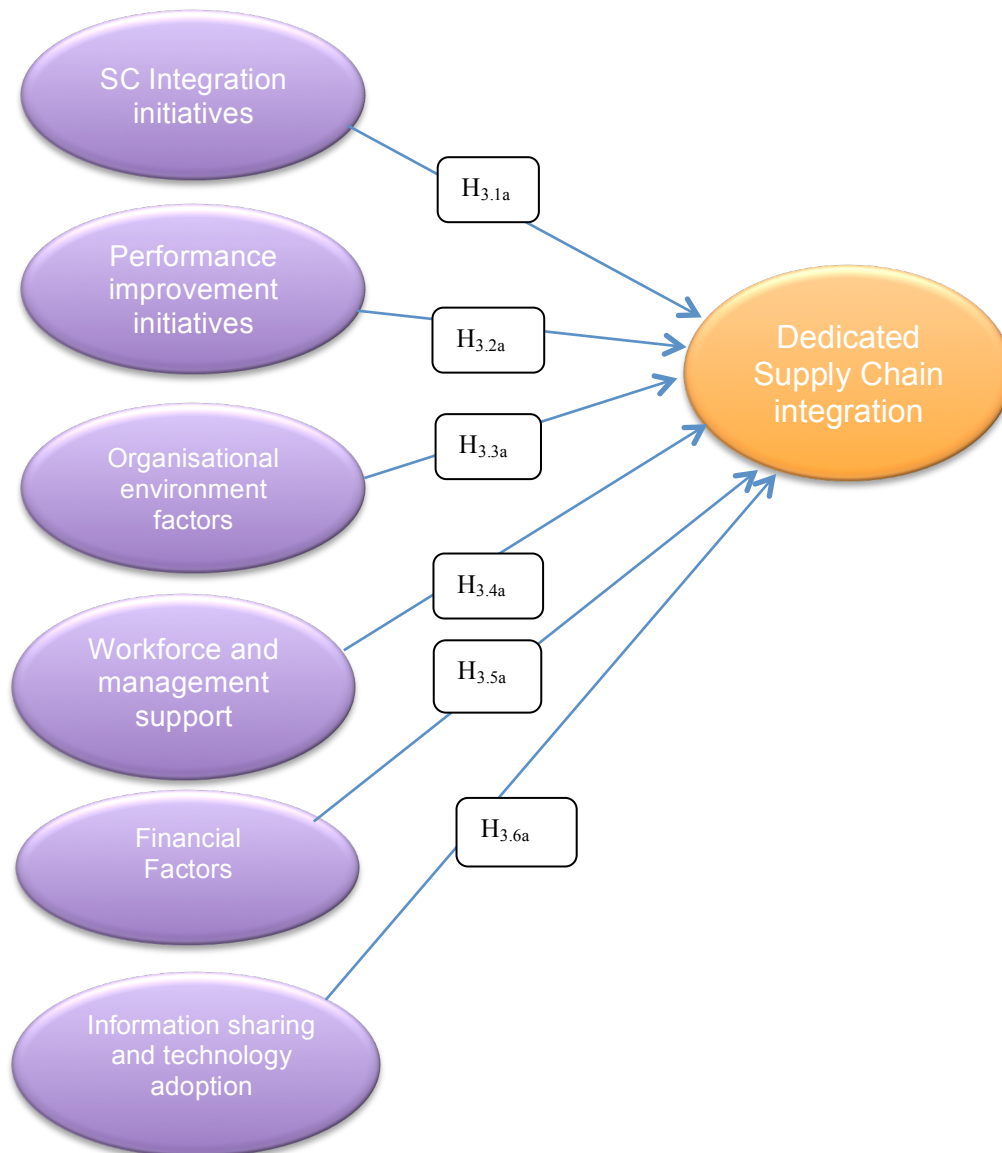 SC Integration
initiatives
H3.1a
Performance
improvement
initiatives
H3.2a
Dedicated
Supply Chain
integration
Organisational
environment
factors
H3.3a
Workforce and
management
support
H3.4a
H3.5a
Financial
Factors
H3.6a
Information sharing
and technology
adoption